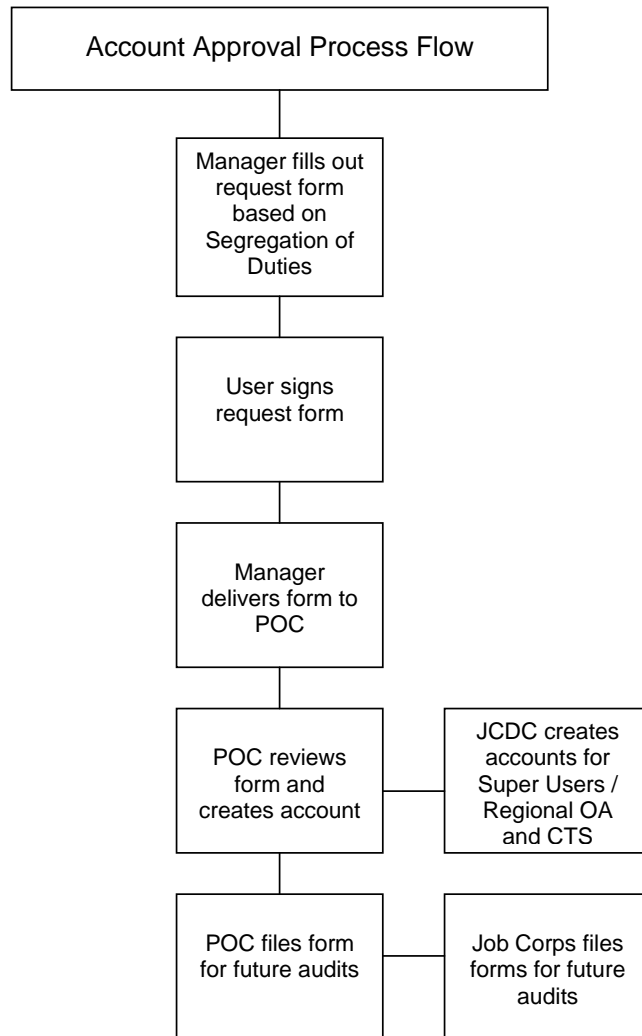 Account Approval Process Flow
Manager fills out
request form
based on
Segregation of
Duties
User signs
request form
Manager
delivers form to
POC
POC reviews
form and
creates account
JCDC creates
accounts for
Super Users /
Regional OA
and CTS
POC files form
for future audits
Job Corps files
forms for future
audits